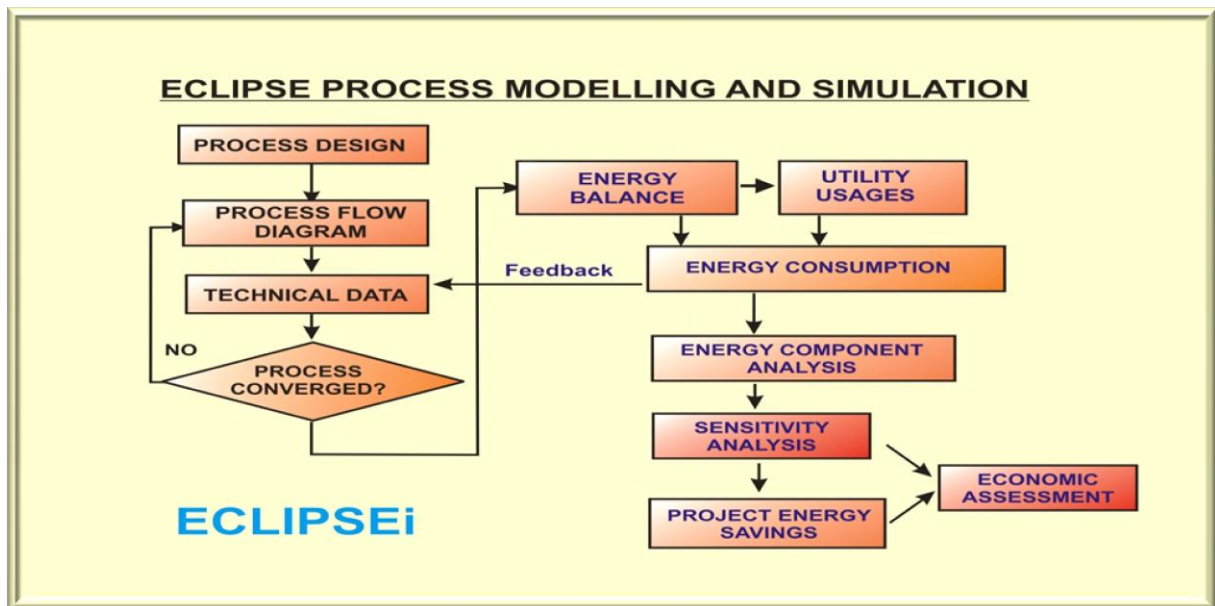 ECLIPSE PROCESS MODELLING AND SIMULATION
PROCESS DESIGN
PROCESS FLOW
DIAGRAM
TECHNICAL DATA
NO
PROCESS
CONVERGED?
ENERGY
BALANCE
UTILITY
USAGES
Feedback
ENERGY CONSUMPTION
ENERGY COMPONENT
ANALYSIS
SENSITIVITY
ANALYSIS
PROJECT ENERGY
SAVINGS
ECONOMIC
ASSESSMENT
ECLIPSEi